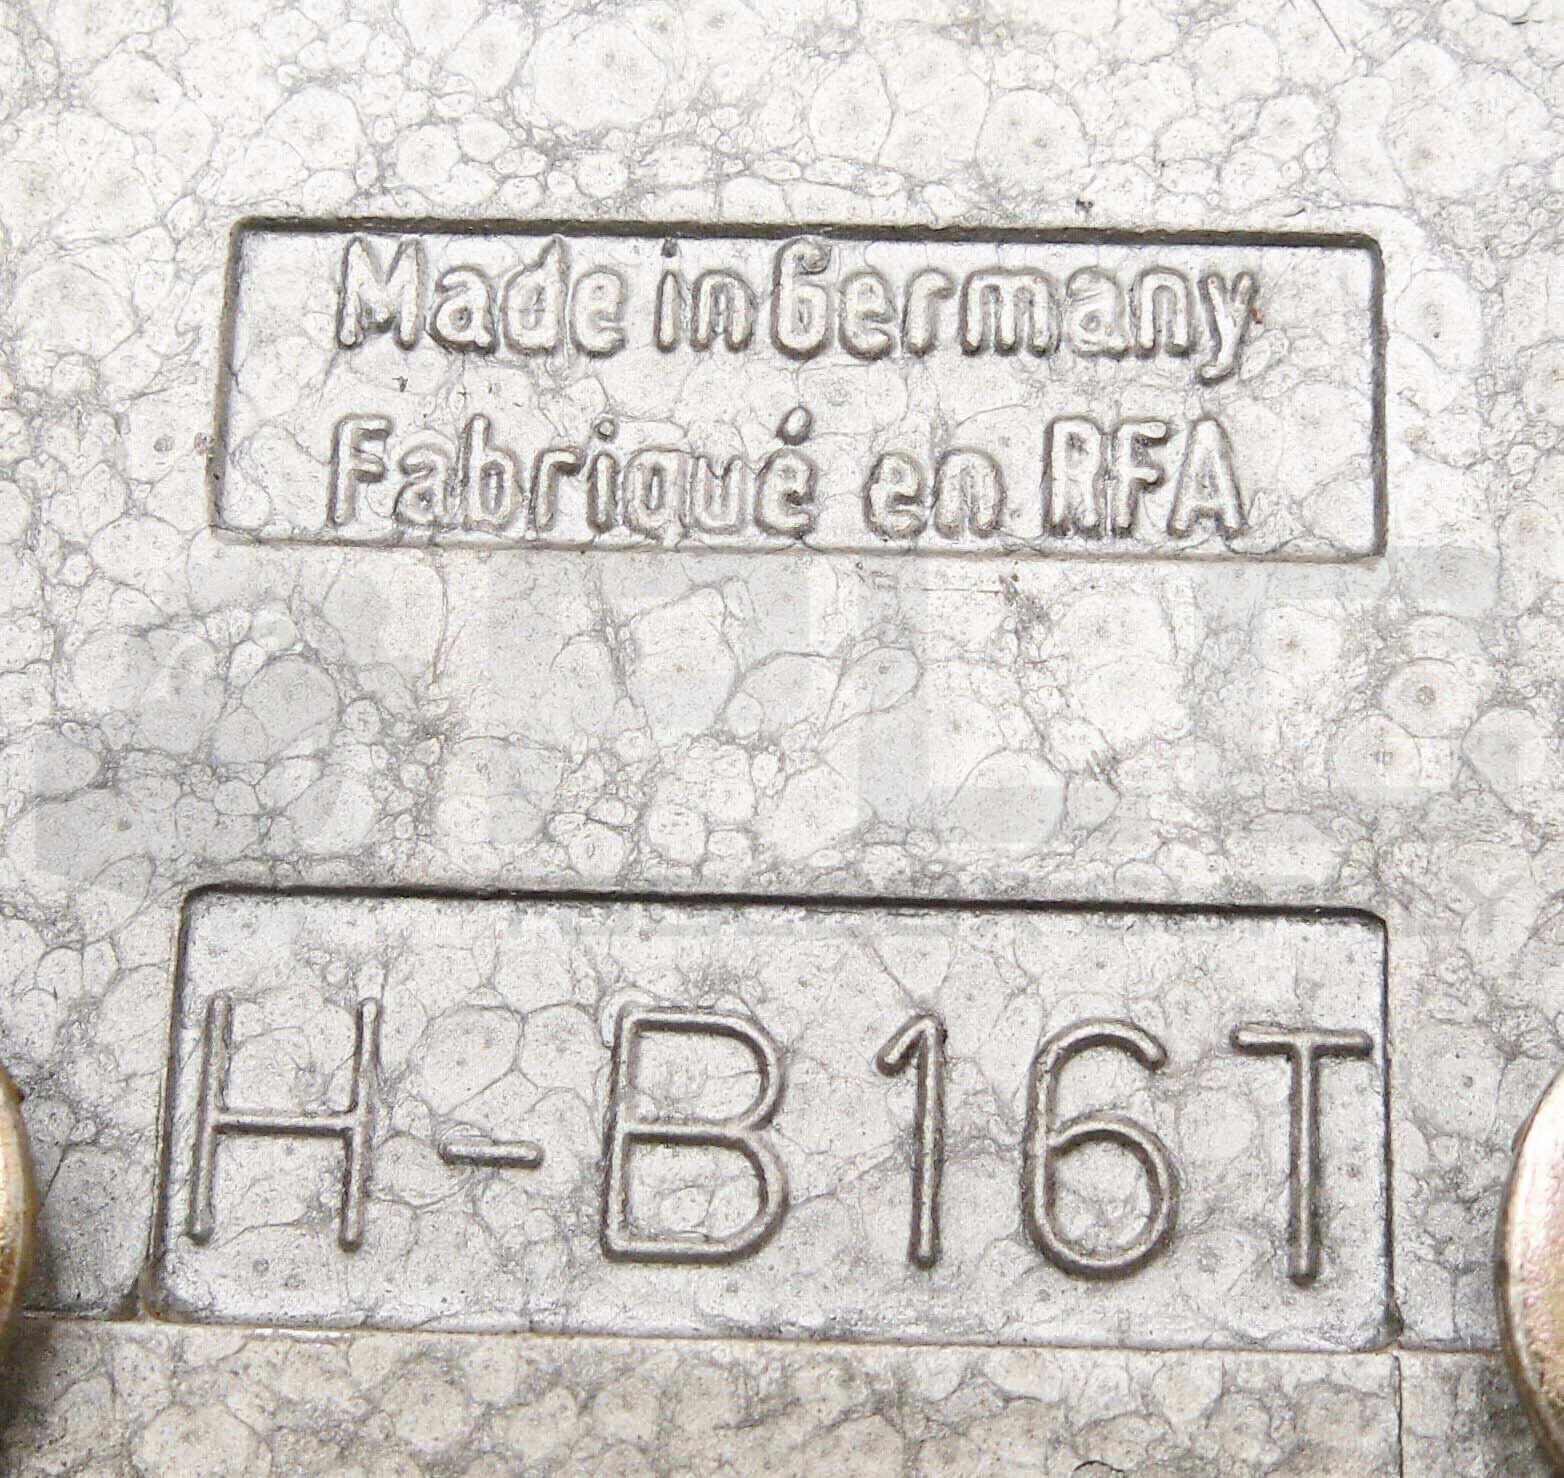 Made in Germany
Fabriqué en RFA
H-B16T